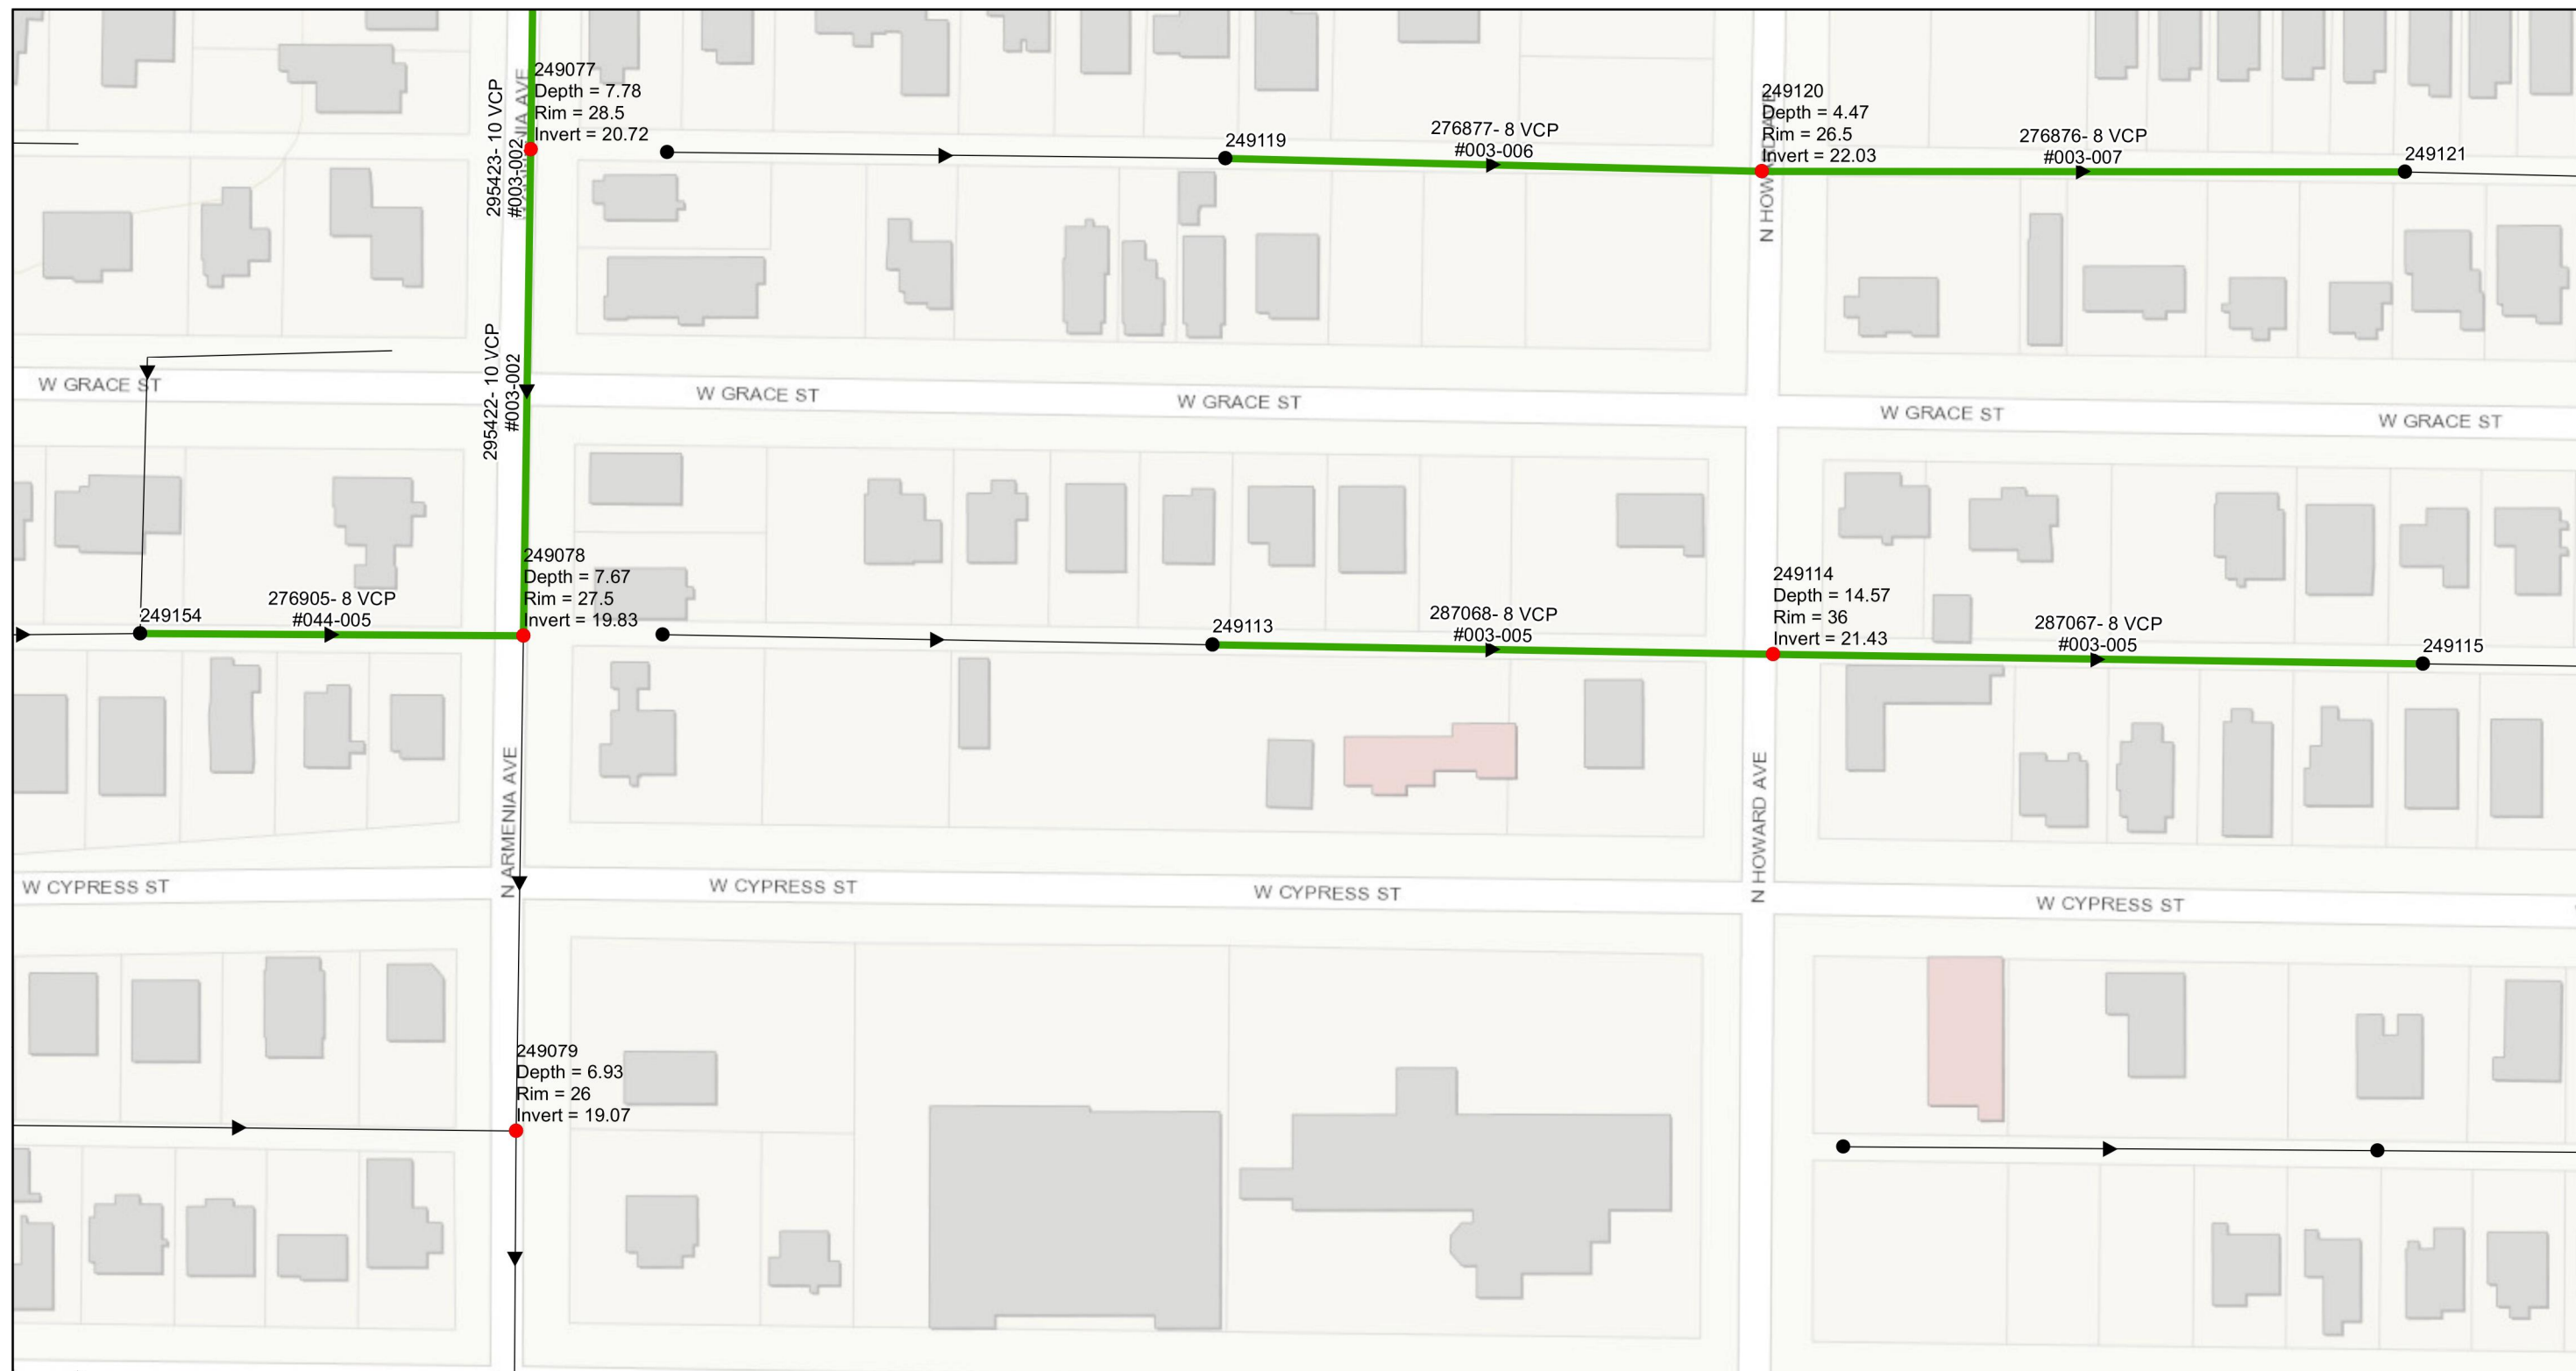 249077
Depth = 7.78
Rim = 28.5
Invert = 20.72
295423- 10 VCP
#003-002
249119
276877- 8 VCP
#003-006
249120
Depth = 4.47
Rim = 26.5
Invert = 22.03
276876- 8 VCP
#003-007
249121
W GRACE ST
295422- 10 VCP
#003-002
W GRACE ST
W GRACE ST
W GRACE ST
W GRACE ST
249154
276905- 8 VCP
#044-005
249078
Depth = 7.67
Rim = 27.5
Invert = 19.83
249113
287068- 8 VCP
#003-005
249114
Depth = 14.57
Rim = 36
Invert = 21.43
287067- 8 VCP
#003-005
249115
N ARMENIA AVE
N HOWARD AVE
W CYPRESS ST
W CYPRESS ST
W CYPRESS ST
W CYPRESS ST
249079
Depth = 6.93
Rim = 26
Invert = 19.07